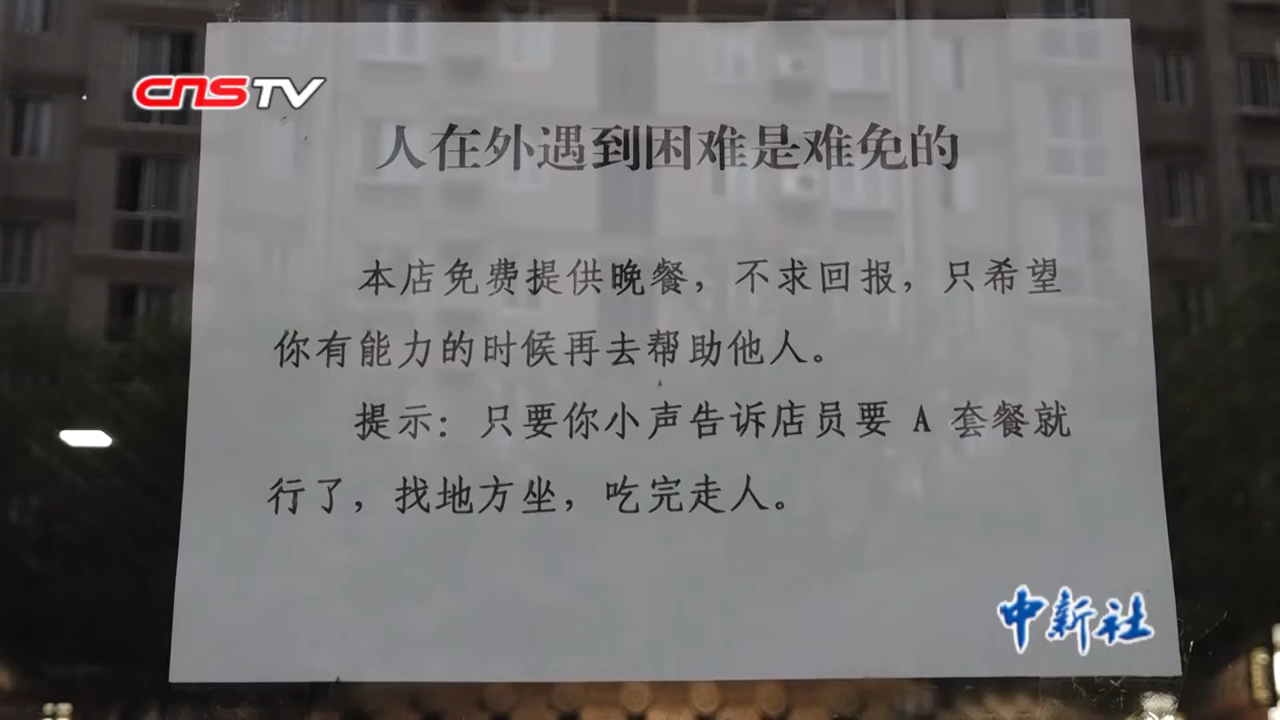 CNSTV
人在外遇到困难是难免的
本店免费提供晚餐，不求回报，只希望
你有能力的时候再去帮助他人。
提示：只要你小声告诉店员要 A 套餐就
行了，找地方坐，吃完走人。
中新社